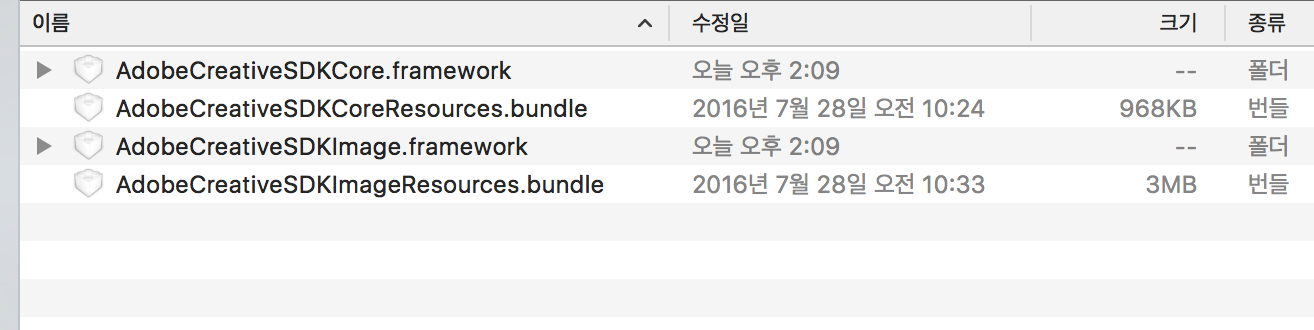 이름 수정일 크기 종류
AdobeCreativeSDKCore.framework 오늘 오후 2:09 -- 폴더
AdobeCreativeSDKCoreResources.bundle 2016년 7월 28일 오전 10:24 968KB 번들
AdobeCreativeSDKImage.framework 오늘 오후 2:09 -- 폴더
AdobeCreativeSDKImageResources.bundle 2016년 7월 28일 오전 10:33 3MB 번들